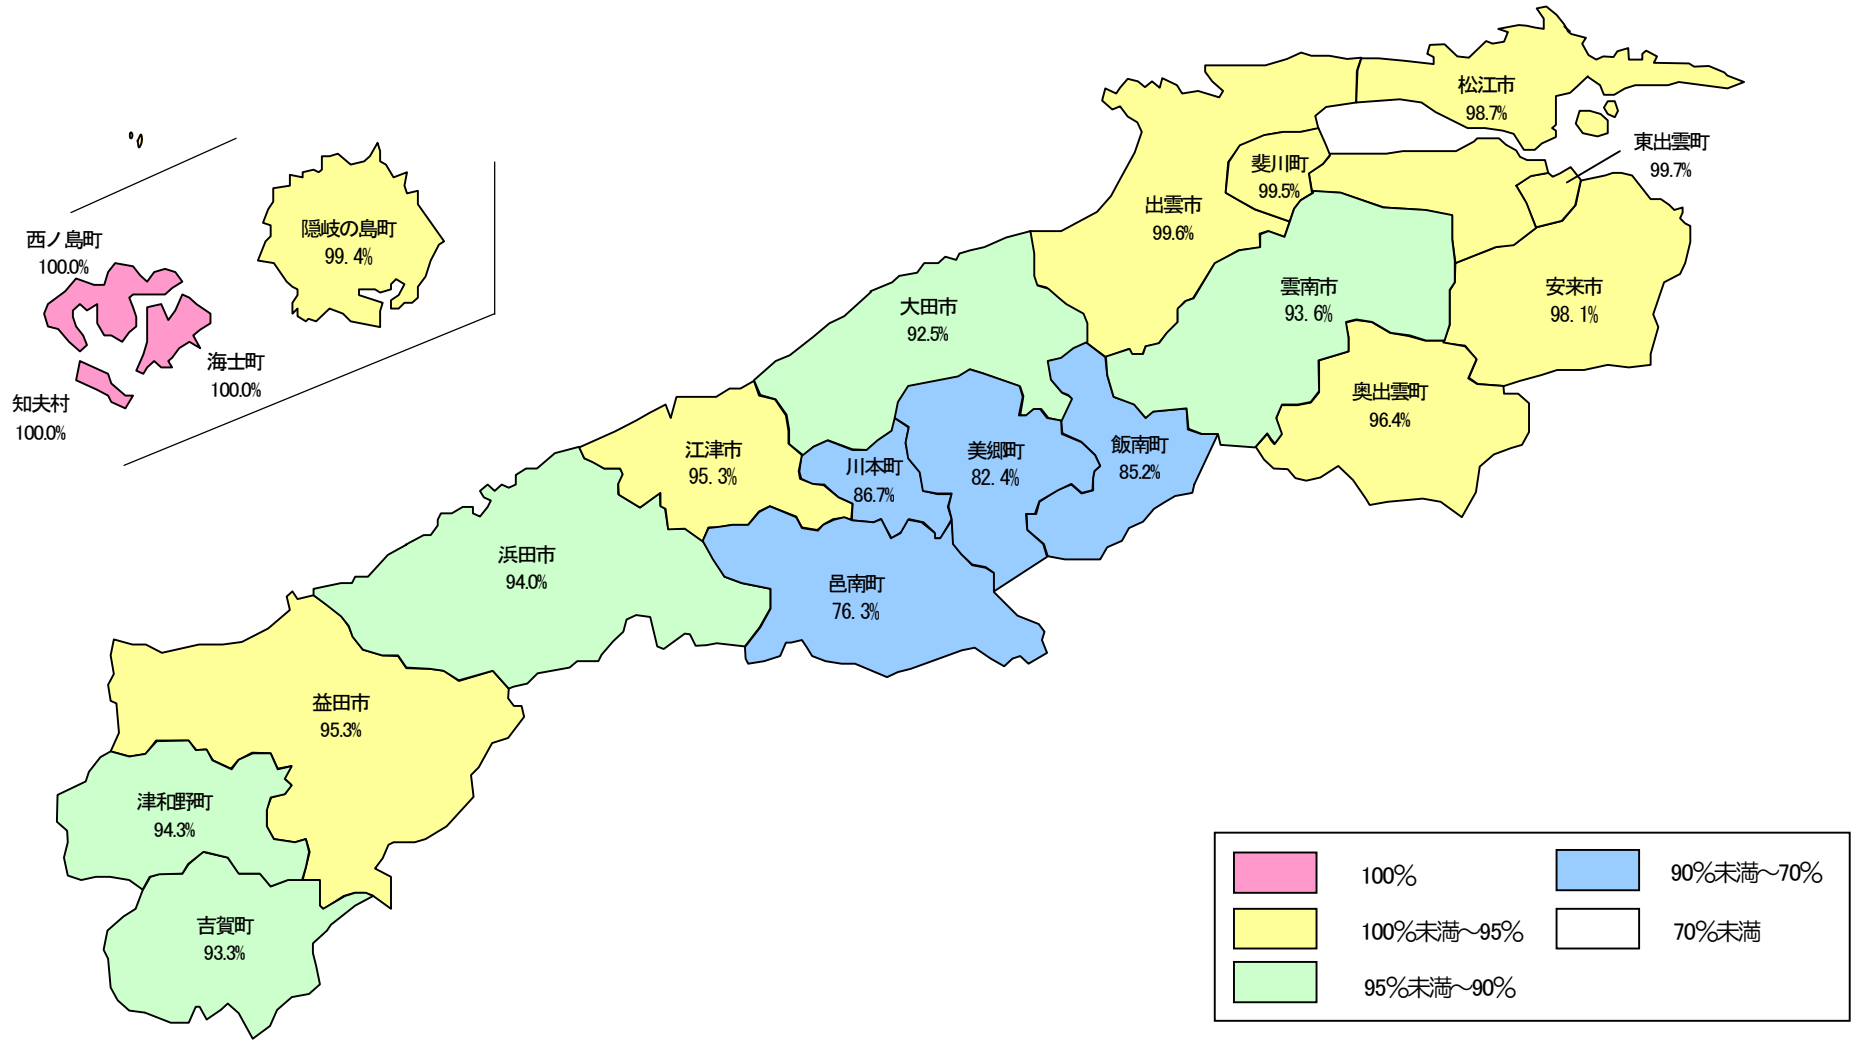 松江市
98.7%
東出雲町
99.7%
斐川町
99.5%
出雲市
99.6%
隠岐の島町
99.4%
西ノ島町
100.0%
海士町
100.0%
知夫村
100.0%
雲南市
93.6%
安来市
98.1%
大田市
92.5%
奥出雲町
96.4%
飯南町
85.2%
美郷町
82.4%
川本町
86.7%
江津市
95.3%
浜田市
94.0%
邑南町
76.3%
益田市
95.3%
津和野町
94.3%
吉賀町
93.3%
100%
100%未満～95%
95%未満～90%
90%未満～70%
70%未満